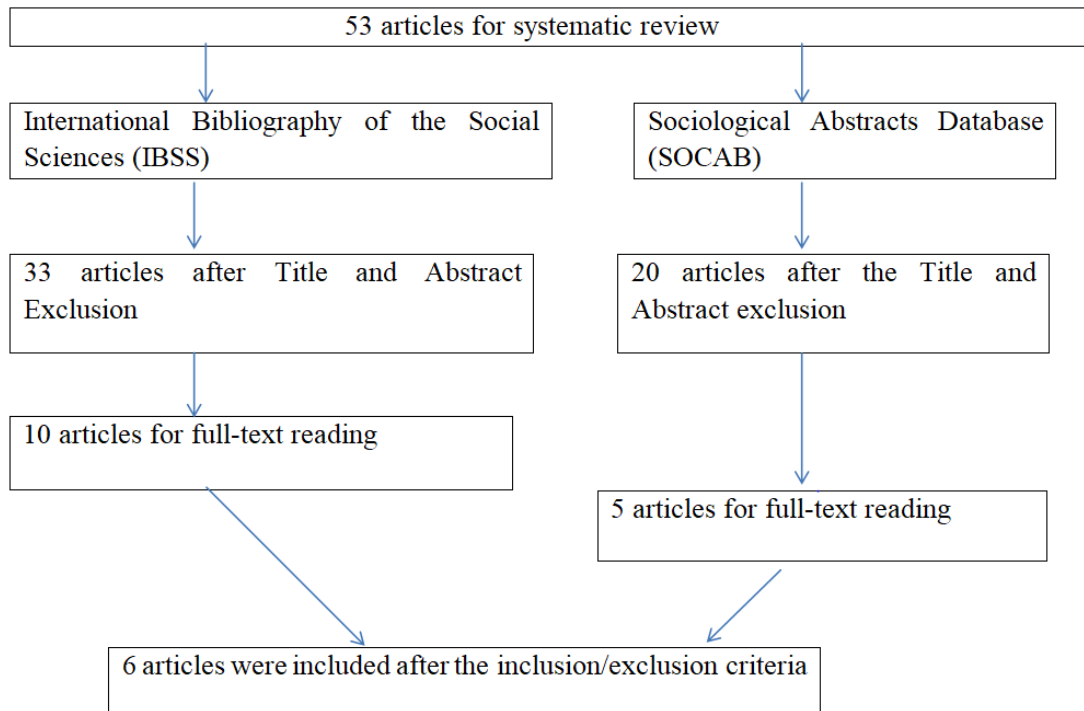 53 articles for systematic review
International Bibliography of the Social
Sciences (IBSS)
Sociological Abstracts Database
(SOCAB)
33 articles after Title and Abstract
Exclusion
20 articles after the Title and
Abstract exclusion
10 articles for full-text reading
5 articles for full-text reading
6 articles were included after the inclusion/exclusion criteria